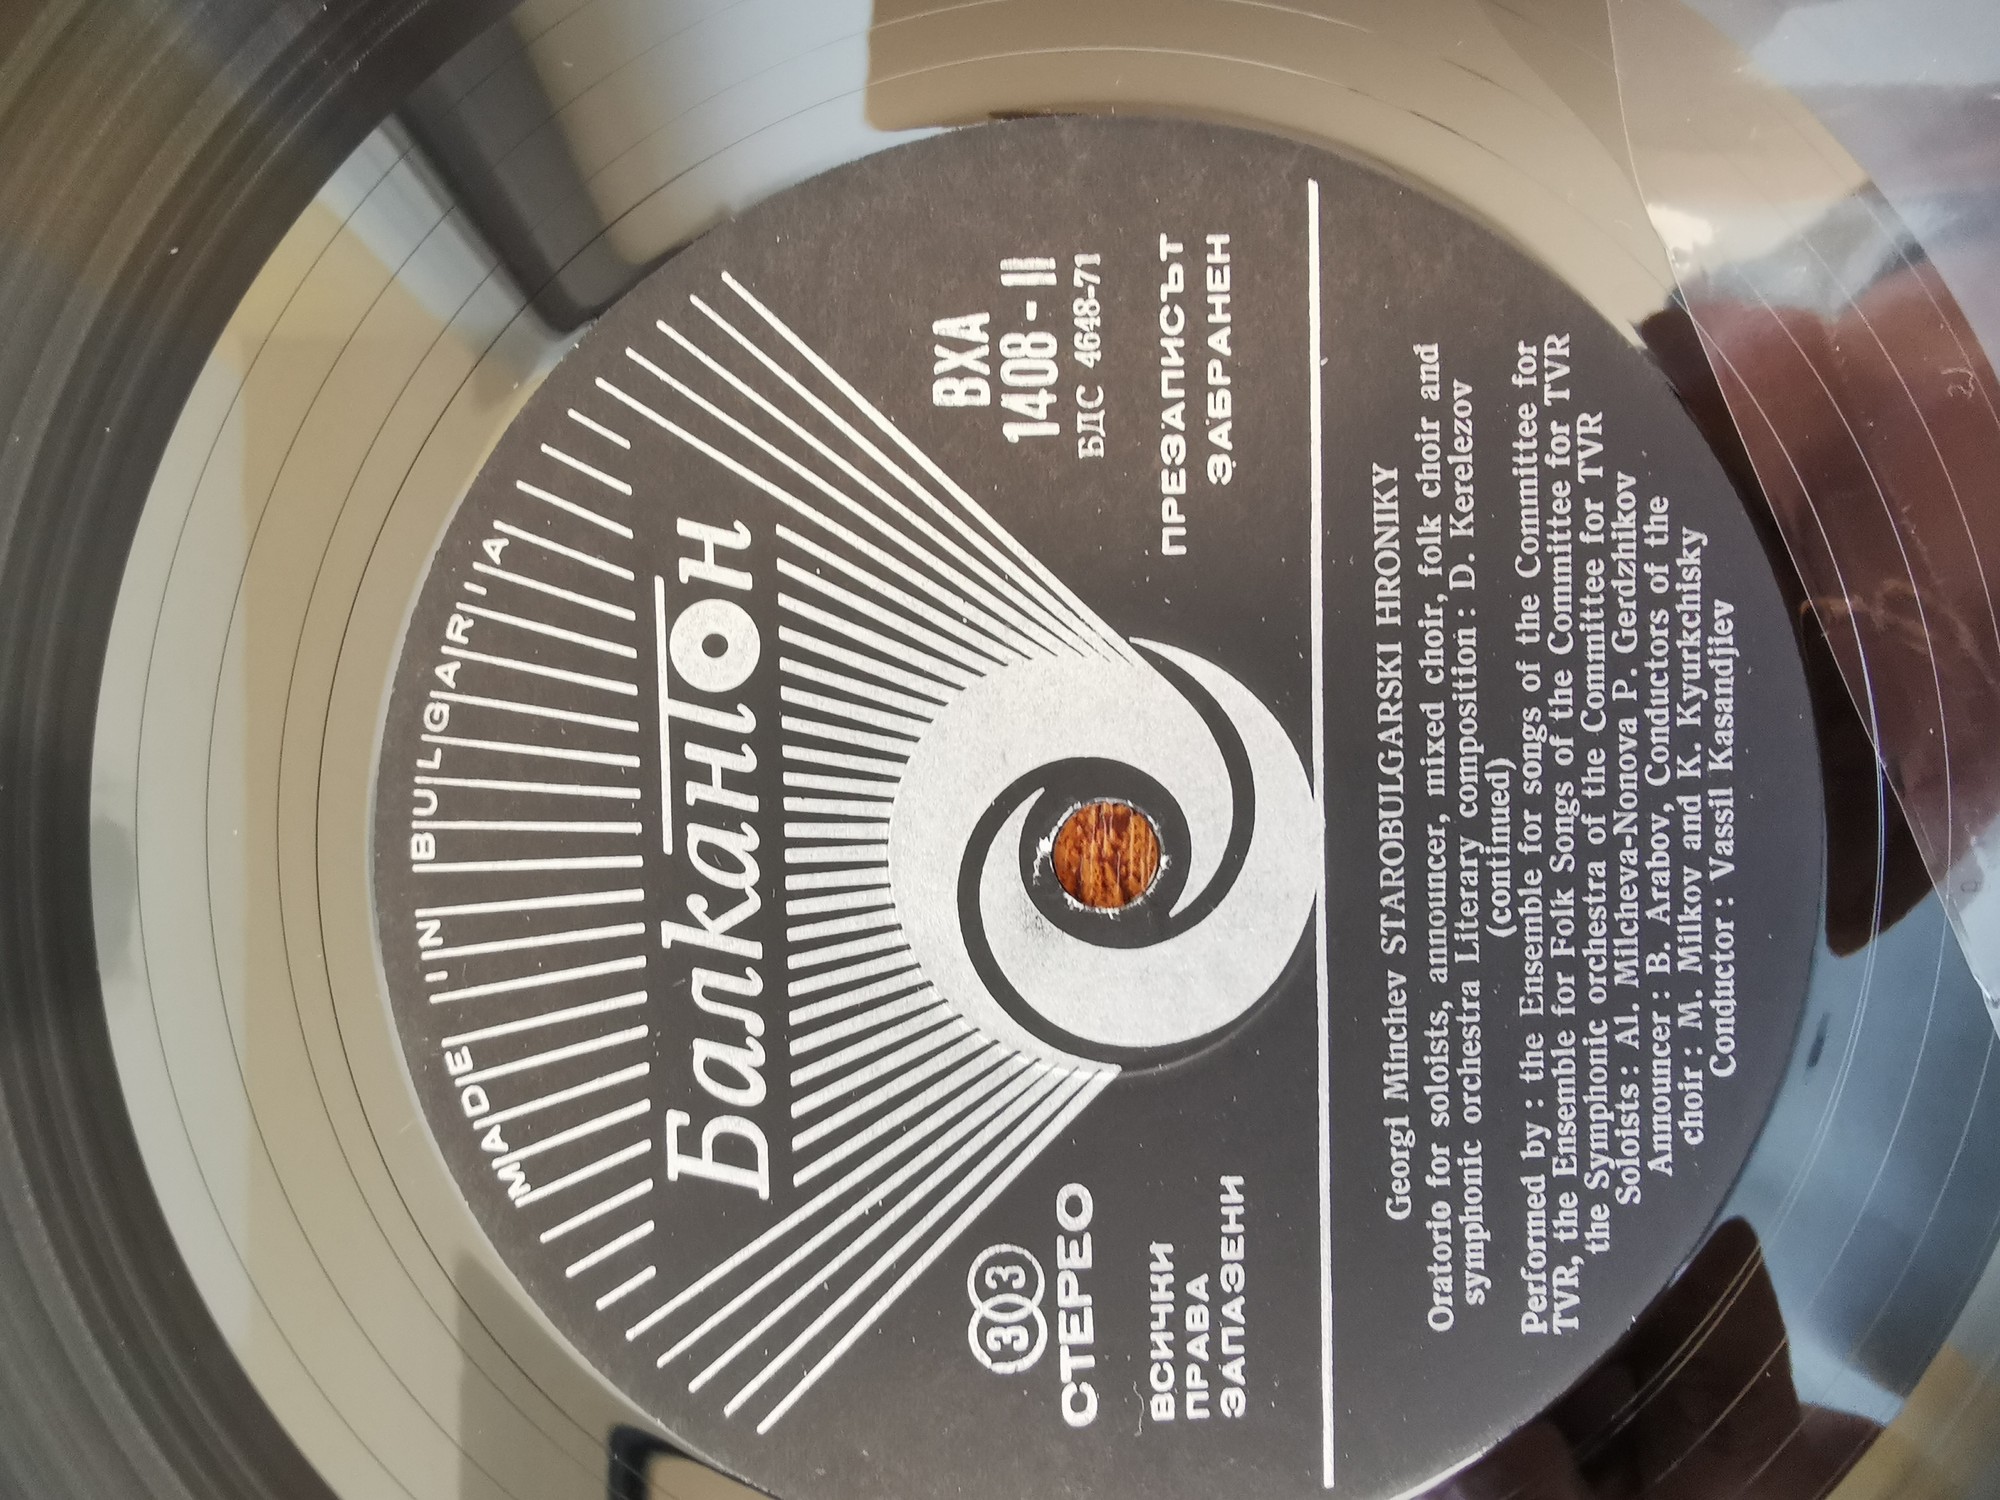 MADE IN BULGARIA
Балкантон
303
СТЕРЕО
ВСИЧКИ
ПРАВА
ЗАПАЗЕНИ
ВХА
1408 - II
БДС 4648-71
ПРЕЗАПИСЪТ
ЗАБРАНЕН
Georgi Minchev STAROBULGARSKI HRONIKY
Oratorio for soloists, announcer, mixed choir, folk choir and
symphonic orchestra Literary composition : D. Kerelezov
(continued)
Performed by : the Ensemble for songs of the Committee for
TVR, the Ensemble for Folk Songs of the Committee for TVR
the Symphonic orchestra of the Committee for TVR
Soloists : Al. Milcheva-Nonova P. Gerdzhikov
Announcer : B. Arabov, Conductors of the
choir : M. Milkov and K. Kyurkchisky
Conductor : Vassil Kasandjiev